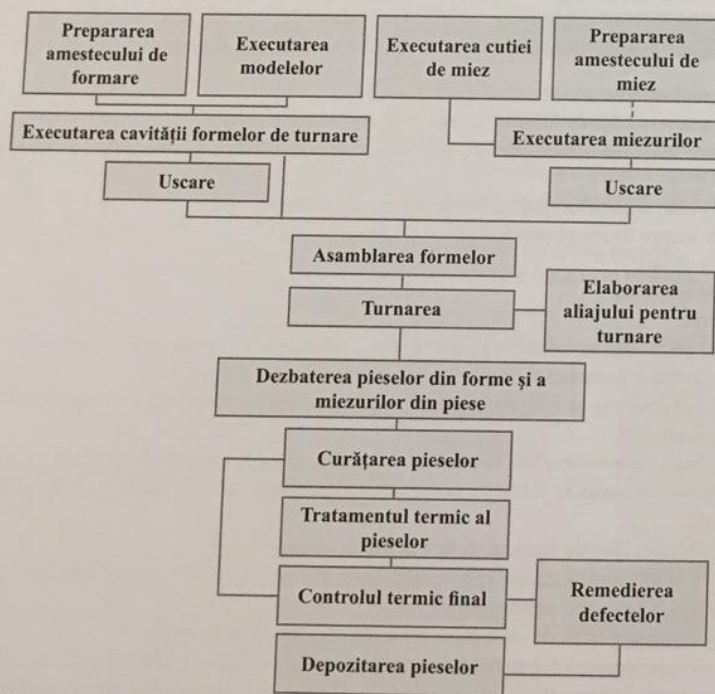 Prepararea
amestecului de
formare
Executarea
modelelor
Executarea cutiei
de miez
Prepararea
amestecului de
miez
Executarea cavității formelor de turnare
Executarea miezurilor
Uscare
Uscare
Asamblarea formelor
Turnarea
Elaborarea
aliajului pentru
turnare
Dezbaterea pieselor din forme și a
miezurilor din piese
Curățarea pieselor
Tratamentul termic al
pieselor
Controlul termic final
Remedierea
defectelor
Depozitarea pieselor